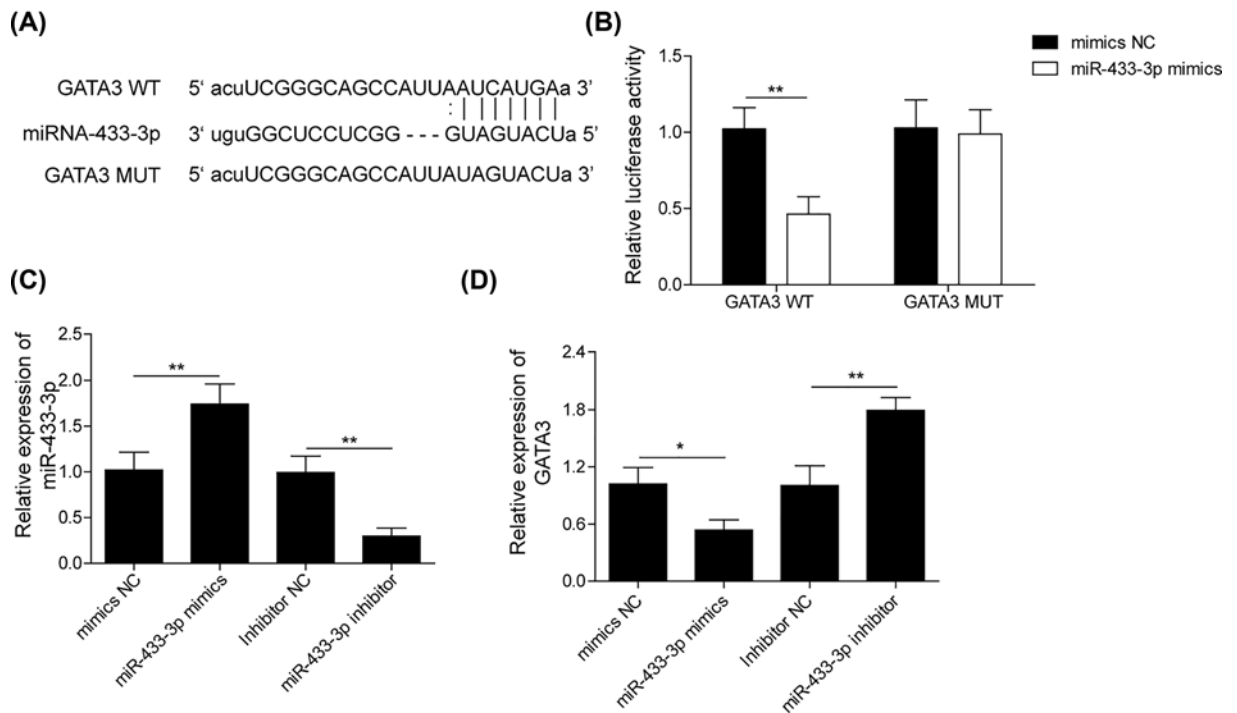 (A)
GATA3 WT 5‘ acuUCGGGCAGCCAUUAAUCAUGAa 3’
miRNA-433-3p 3‘ uguGGCUCCUCGG - - - GUAGUACUa 5‘
GATA3 MUT 5‘ acuUCGGGCAGCCAUUAUAGUACUa 3’
(B)
mimics NC
miR-433-3p mimics
Relative luciferase activity
1.5
1.0
0.5
0.0
**
GATA3 WT
GATA3 MUT
(C)
Relative expression of
miR-433-3p
2.5
2.0
1.5
1.0
0.5
0.0
**
**
mimics NC
miR-433-3p mimics
Inhibitor NC
miR-433-3p inhibitor
(D)
Relative expression of
GATA3
2.4
1.8
1.2
0.6
0.0
*
**
mimics NC
miR-433-3p mimics
Inhibitor NC
miR-433-3p inhibitor